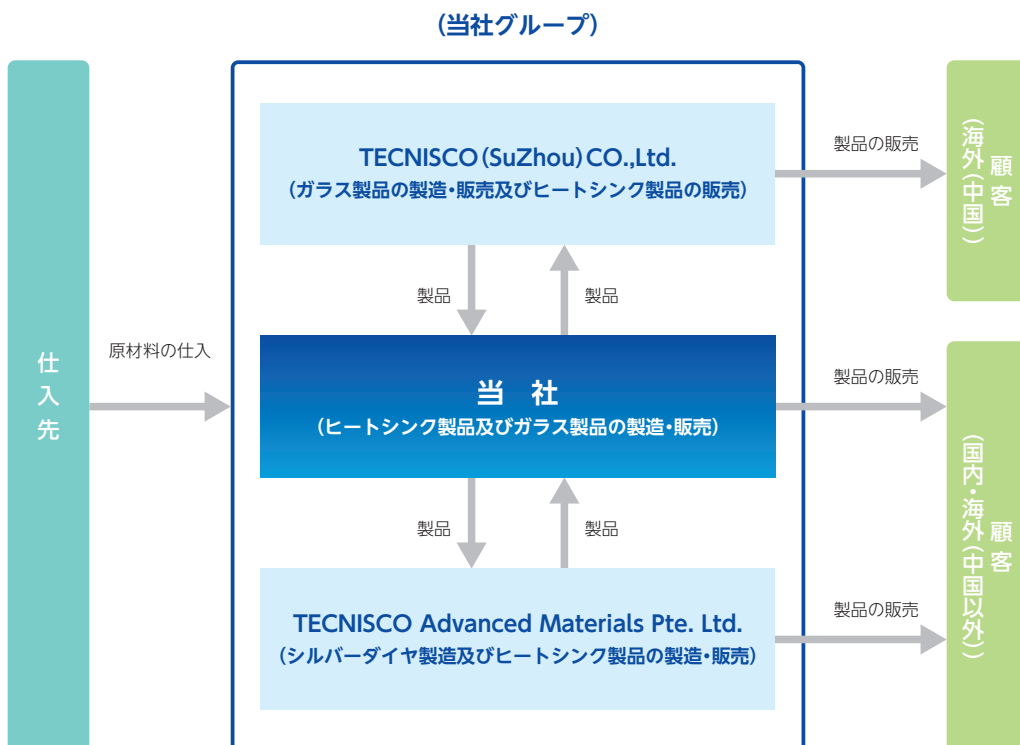 (当社グループ)
仕入先
原材料の仕入
TECNISCO(SuZhou)CO.,Ltd.
(ガラス製品の製造・販売及びヒートシンク製品の販売)
製品
製品
当 社
(ヒートシンク製品及びガラス製品の製造・販売)
製品
製品
TECNISCO Advanced Materials Pte. Ltd.
(シルバーダイヤ製造及びヒートシンク製品の製造・販売)
製品の販売
顧客
(海外(中国))
製品の販売
製品の販売
顧客
(国内・海外(中国以外))